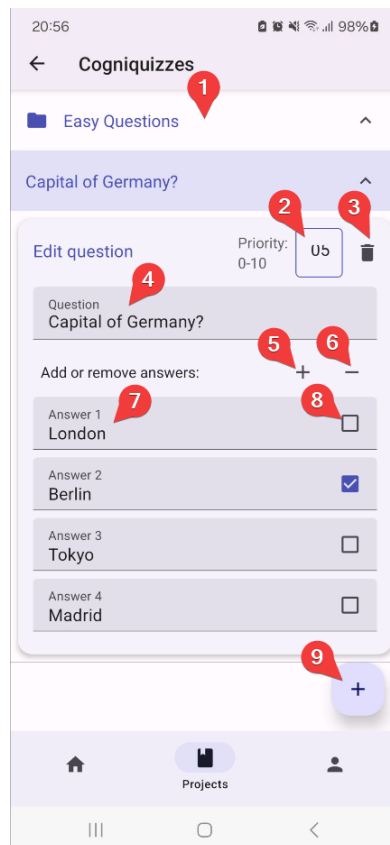 20:56 98%
Cogniquizzes
1
Easy Questions
Capital of Germany?
2 3
Edit question Priority: 0-10 05
4
Question
Capital of Germany?
5 6
Add or remove answers: + −
7 8
Answer 1
London
Answer 2
Berlin
Answer 3
Tokyo
Answer 4
Madrid
9
+
Projects